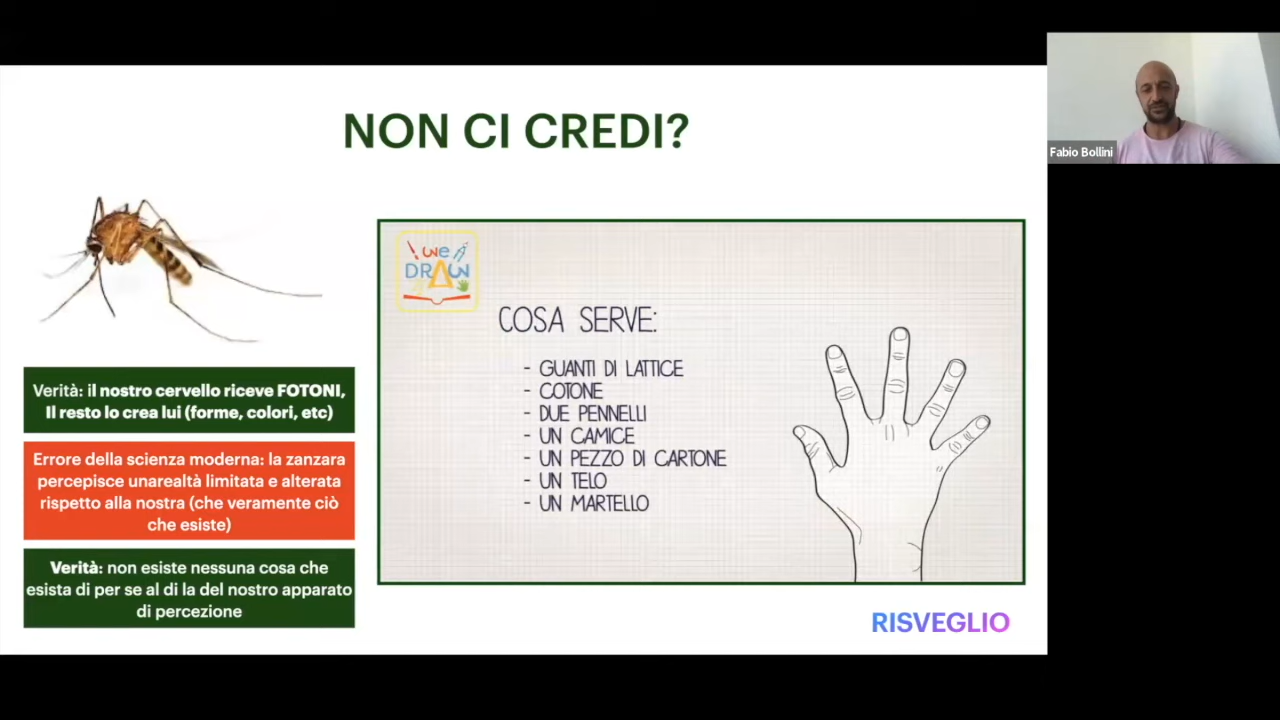 NON CI CREDI?
Fabio Bollini
WE
DRAW
COSA SERVE:
- GUANTI DI LATTICE
- COTONE
- DUE PENNELLI
- UN CAMICE
- UN PEZZO DI CARTONE
- UN TELO
- UN MARTELLO
Verità: il nostro cervello riceve FOTONI,
Il resto lo crea lui (forme, colori, etc)
Errore della scienza moderna: la zanzara
percepisce unarealtà limitata e alterata
rispetto alla nostra (che veramente ciò
che esiste)
Verità: non esiste nessuna cosa che
esista di per se al di la del nostro apparato
di percezione
RISVEGLIO